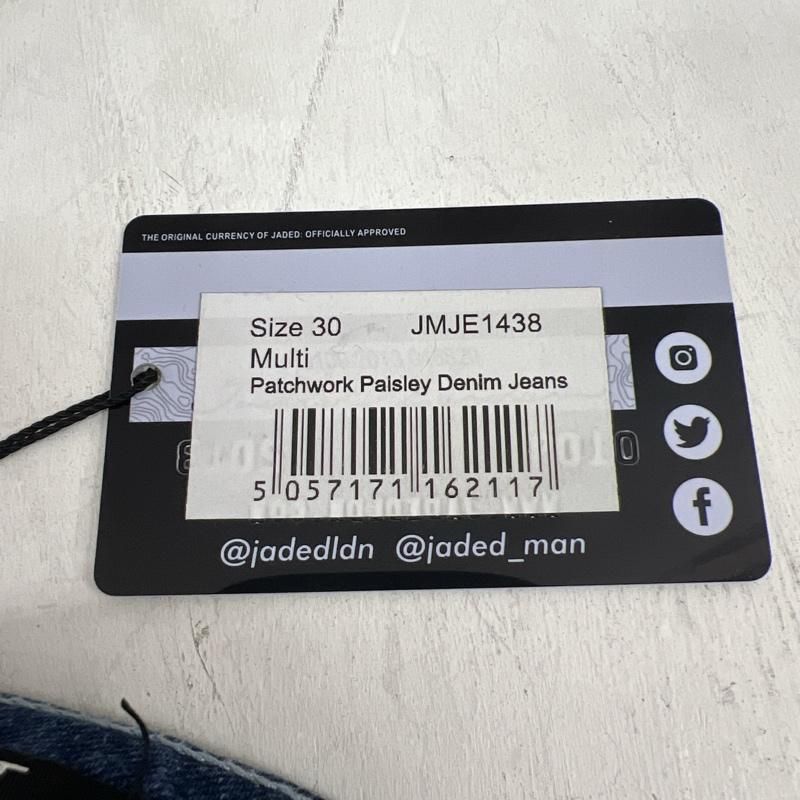 THE ORIGINAL CURRENCY OF JADED: OFFICIALLY APPROVED
Size 30 JMJE1438
Multi
Patchwork Paisley Denim Jeans
5 057171 162117
@jadedldn @jaded_man